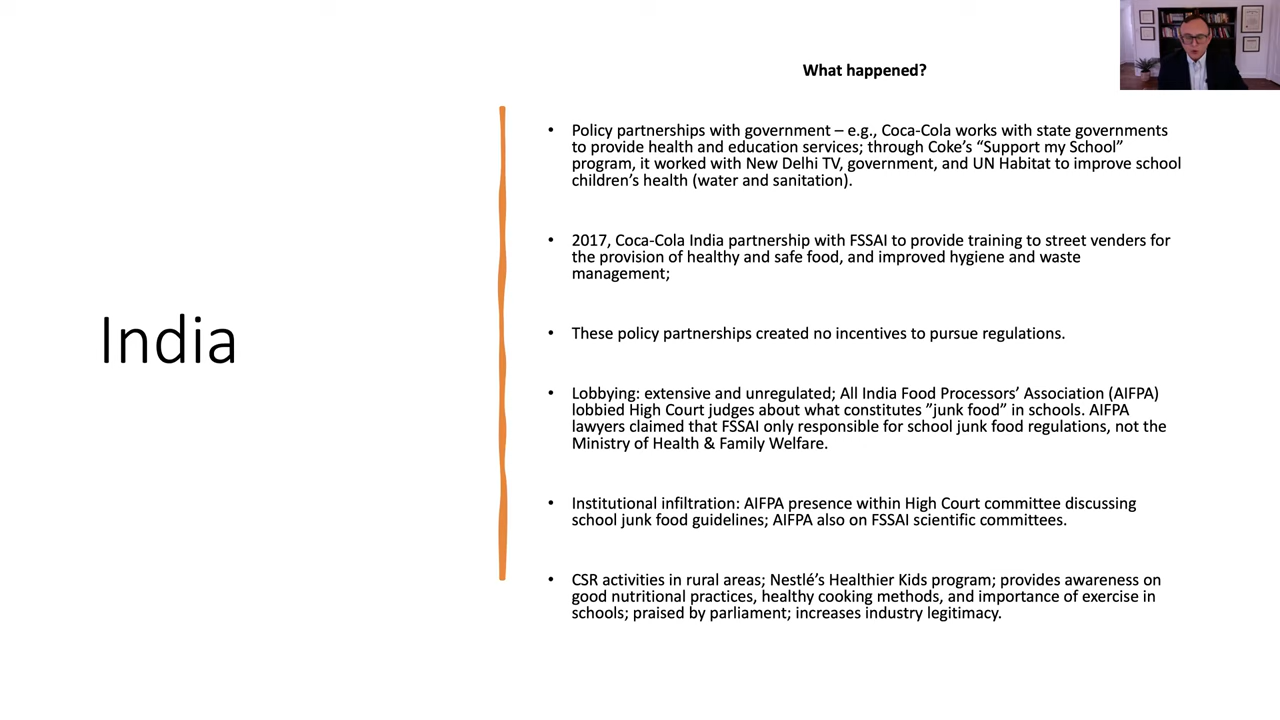 What happened?
• Policy partnerships with government – e.g., Coca-Cola works with state governments
to provide health and education services; through Coke’s “Support my School”
program, it worked with New Delhi TV, government, and UN Habitat to improve school
children’s health (water and sanitation).
• 2017, Coca-Cola India partnership with FSSAI to provide training to street venders for
the provision of healthy and safe food, and improved hygiene and waste
management;
• These policy partnerships created no incentives to pursue regulations.
• Lobbying: extensive and unregulated; All India Food Processors’ Association (AIFPA)
lobbied High Court judges about what constitutes ”junk food” in schools. AIFPA
lawyers claimed that FSSAI only responsible for school junk food regulations, not the
Ministry of Health & Family Welfare.
• Institutional infiltration: AIFPA presence within High Court committee discussing
school junk food guidelines; AIFPA also on FSSAI scientific committees.
• CSR activities in rural areas; Nestlé’s Healthier Kids program; provides awareness on
good nutritional practices, healthy cooking methods, and importance of exercise in
schools; praised by parliament; increases industry legitimacy.
India